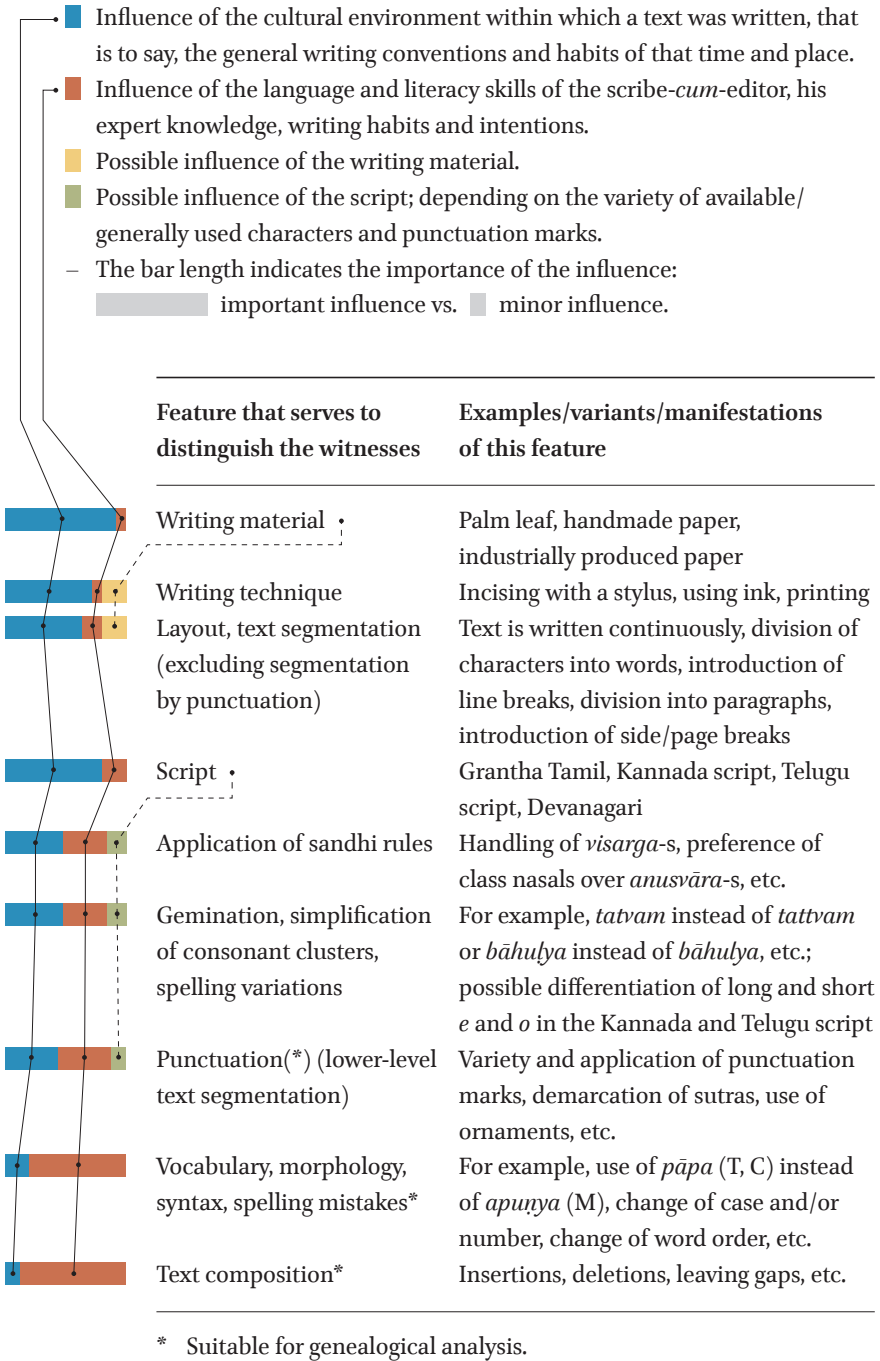 Influence of the cultural environment within which a text was written, that
is to say, the general writing conventions and habits of that time and place.
Influence of the language and literacy skills of the scribe-cum-editor, his
expert knowledge, writing habits and intentions.
Possible influence of the writing material.
Possible influence of the script; depending on the variety of available/
generally used characters and punctuation marks.
– The bar length indicates the importance of the influence:
important influence vs. minor influence.
Feature that serves to
distinguish the witnesses
Examples/variants/manifestations
of this feature
Writing material
Palm leaf, handmade paper,
industrially produced paper
Writing technique
Incising with a stylus, using ink, printing
Layout, text segmentation
(excluding segmentation
by punctuation)
Text is written continuously, division of
characters into words, introduction of
line breaks, division into paragraphs,
introduction of side/page breaks
Script
Grantha Tamil, Kannada script, Telugu
script, Devanagari
Application of sandhi rules
Handling of visarga-s, preference of
class nasals over anusvāra-s, etc.
Gemination, simplification
of consonant clusters,
spelling variations
For example, tatvam instead of tattvam
or bāhuḷya instead of bāhulya, etc.;
possible differentiation of long and short
e and o in the Kannada and Telugu script
Punctuation(*) (lower-level
text segmentation)
Variety and application of punctuation
marks, demarcation of sutras, use of
ornaments, etc.
Vocabulary, morphology,
syntax, spelling mistakes*
For example, use of pāpa (T, C) instead
of apuṇya (M), change of case and/or
number, change of word order, etc.
Text composition*
Insertions, deletions, leaving gaps, etc.
* Suitable for genealogical analysis.